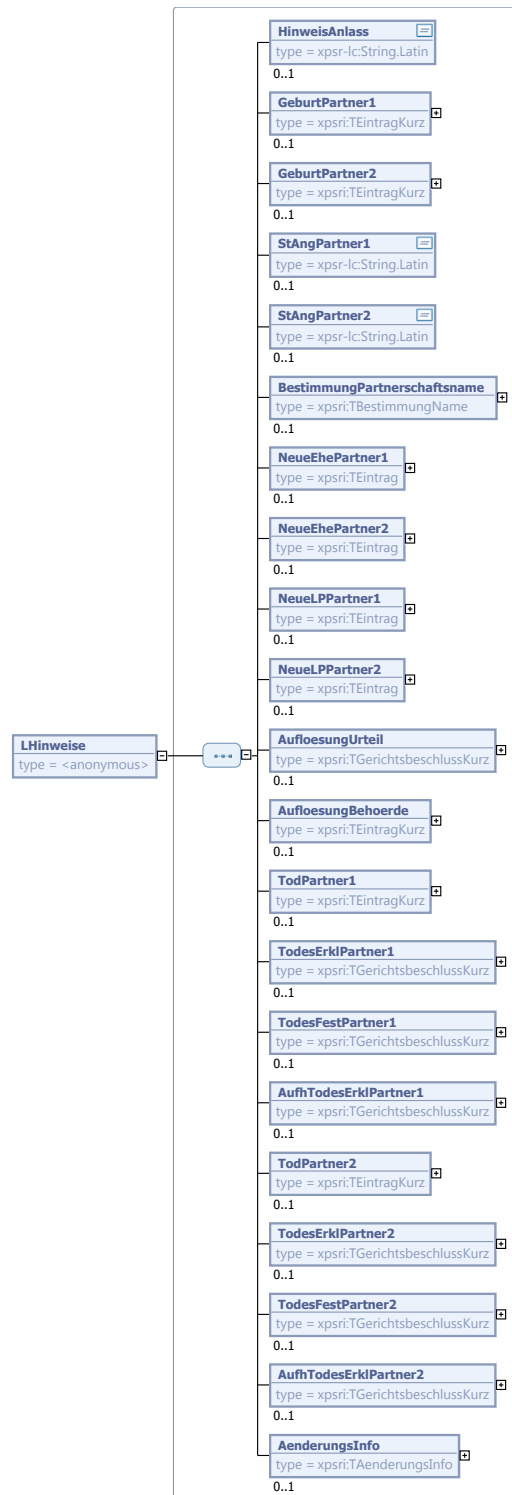 HinweisAnlass
type = xpsr-lc:String.Latin
0..1
GeburtPartner1
type = xpsri:TEintragKurz
0..1
GeburtPartner2
type = xpsri:TEintragKurz
0..1
StAngPartner1
type = xpsr-lc:String.Latin
0..1
StAngPartner2
type = xpsr-lc:String.Latin
0..1
BestimmungPartnerschaftsname
type = xpsri:TBestimmungName
0..1
NeueEhePartner1
type = xpsri:TEintrag
0..1
NeueEhePartner2
type = xpsri:TEintrag
0..1
NeueLPPartner1
type = xpsri:TEintrag
0..1
NeueLPPartner2
type = xpsri:TEintrag
0..1
LHinweise
type = <anonymous>
AufloesungUrteil
type = xpsri:TGerichtsbeschlussKurz
0..1
AufloesungBehoerde
type = xpsri:TEintragKurz
0..1
TodPartner1
type = xpsri:TEintragKurz
0..1
TodesErklPartner1
type = xpsri:TGerichtsbeschlussKurz
0..1
TodesFestPartner1
type = xpsri:TGerichtsbeschlussKurz
0..1
AufhTodesErklPartner1
type = xpsri:TGerichtsbeschlussKurz
0..1
TodPartner2
type = xpsri:TEintragKurz
0..1
TodesErklPartner2
type = xpsri:TGerichtsbeschlussKurz
0..1
TodesFestPartner2
type = xpsri:TGerichtsbeschlussKurz
0..1
AufhTodesErklPartner2
type = xpsri:TGerichtsbeschlussKurz
0..1
AenderungsInfo
type = xpsri:TAenderungsInfo
0..1